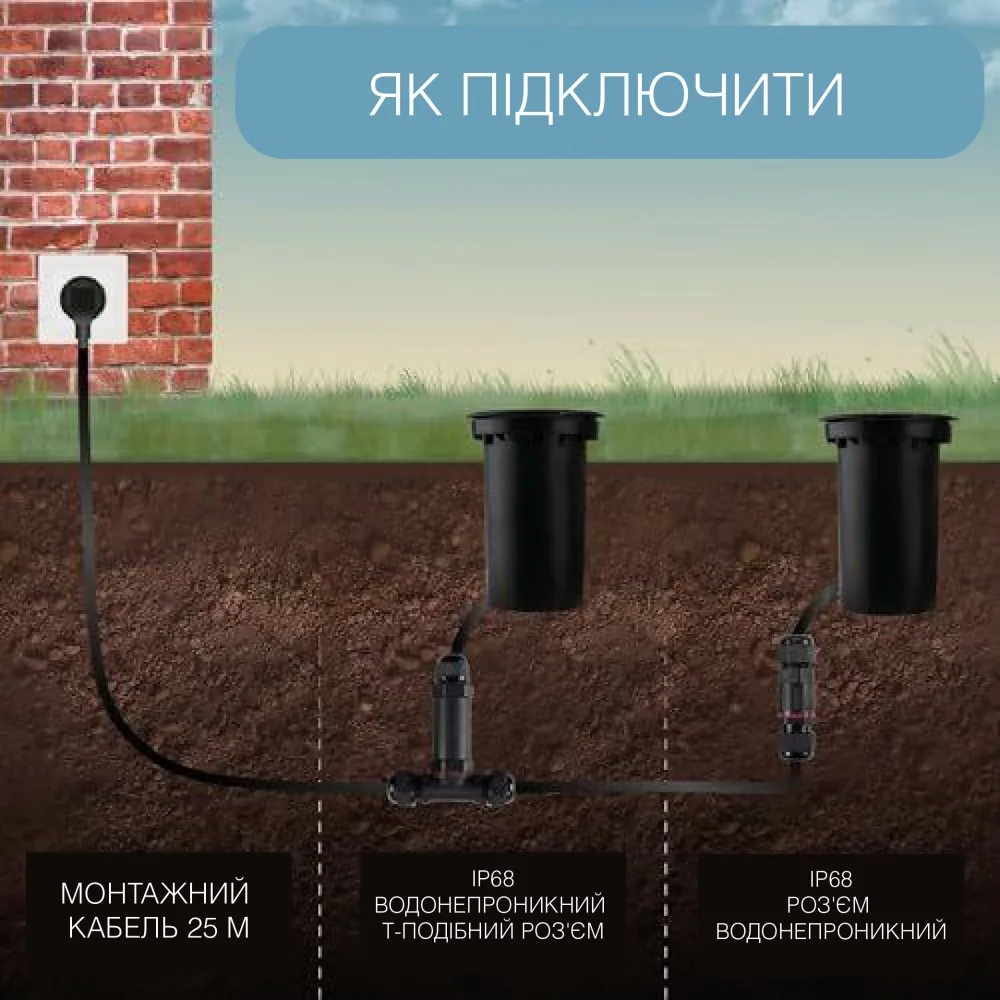 ЯК ПІДКЛЮЧИТИ
МОНТАЖНИЙ
КАБЕЛЬ 25 М
IP68
ВОДОНЕПРОНИКНИЙ
Т-ПОДІБНИЙ РОЗ'ЄМ
IP68
РОЗ'ЄМ
ВОДОНЕПРОНИКНИЙ